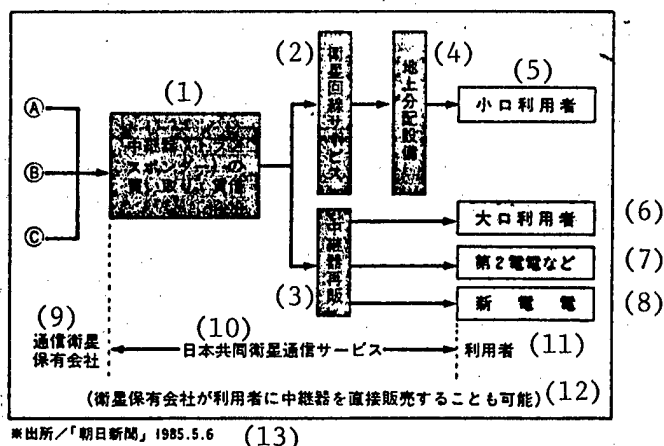 (1)
(2)
(3)
(4)
(5)
(6)
(7)
(8)
Ⓐ
Ⓑ
Ⓒ
中継器(トランスポンダー)の
買い取り、賃借
衛星回線サービス
地上分配設備
中継器再販
小口利用者
大口利用者
第2電電など
新電電
(9)
通信衛星
保有会社
(10)
日本共同衛星通信サービス
利用者 (11)
(衛星保有会社が利用者に中継器を直接販売することも可能) (12)
※出所/「朝日新聞」1985.5.6 (13)